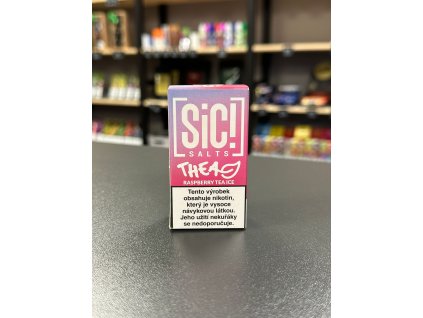 SiC!
SALTS
THEA
RASPBERRY TEA ICE
Tento výrobek
obsahuje nikotin,
který je vysoce
návykovou látkou.
Jeho užití nekuřáky
se nedoporučuje.